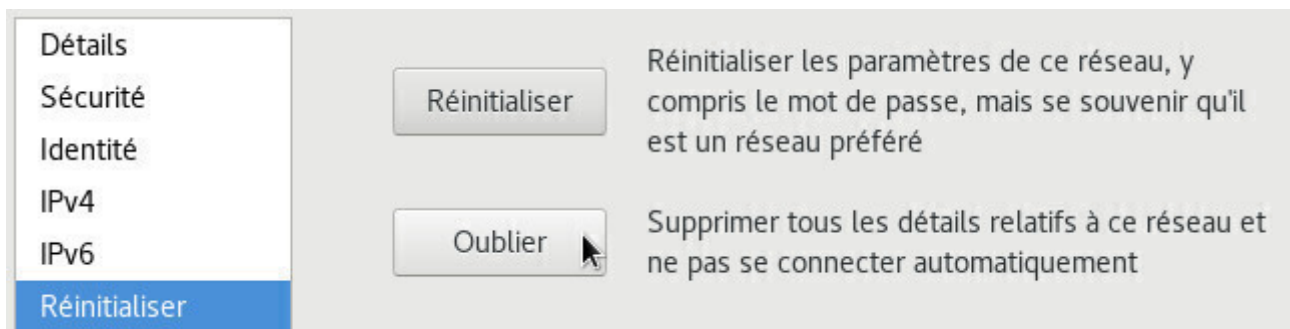 Détails
Sécurité
Identité
IPv4
IPv6
Réinitialiser
Réinitialiser
Réinitialiser les paramètres de ce réseau, y
compris le mot de passe, mais se souvenir qu'il
est un réseau préféré
Oublier
Supprimer tous les détails relatifs à ce réseau et
ne pas se connecter automatiquement